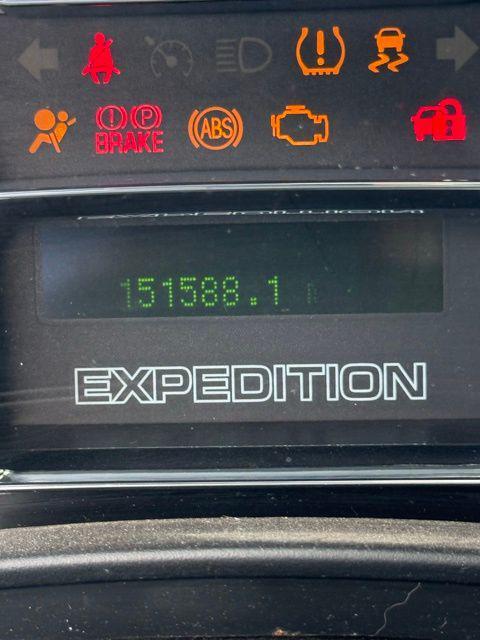 ! P
BRAKE
ABS
151588.1
EXPEDITION